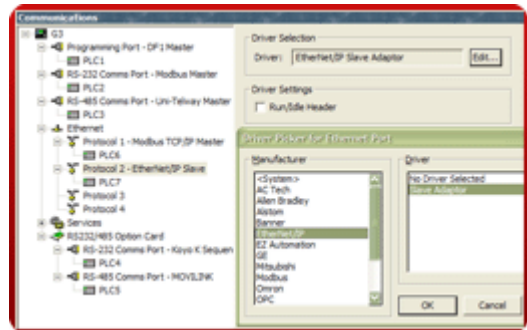 Communications
G3
Programming Port - DF1 Master
PLC1
RS-232 Comms Port - Modbus Master
PLC2
RS-485 Comms Port - Uni-Telway Master
PLC3
Ethernet
Protocol 1 - Modbus TCP/IP Master
PLC6
Protocol 2 - EtherNet/IP Slave
PLC7
Protocol 3
Protocol 4
Services
RS232/485 Option Card
RS-232 Comms Port - Koyo K Sequen
PLC4
RS-485 Comms Port - MOVILINK
PLC5
Driver Selection
Driver: EtherNet/IP Slave Adaptor
Edit...
Driver Settings
Run/Idle Header
Driver Picker for Ethernet Port
Manufacturer
<System>
AC Tech
Allen Bradley
Alstom
Banner
EtherNet/IP
EZ Automation
GE
Mitsubishi
Modbus
Omron
OPC
Driver
No Driver Selected
Slave Adaptor
OK
Cancel